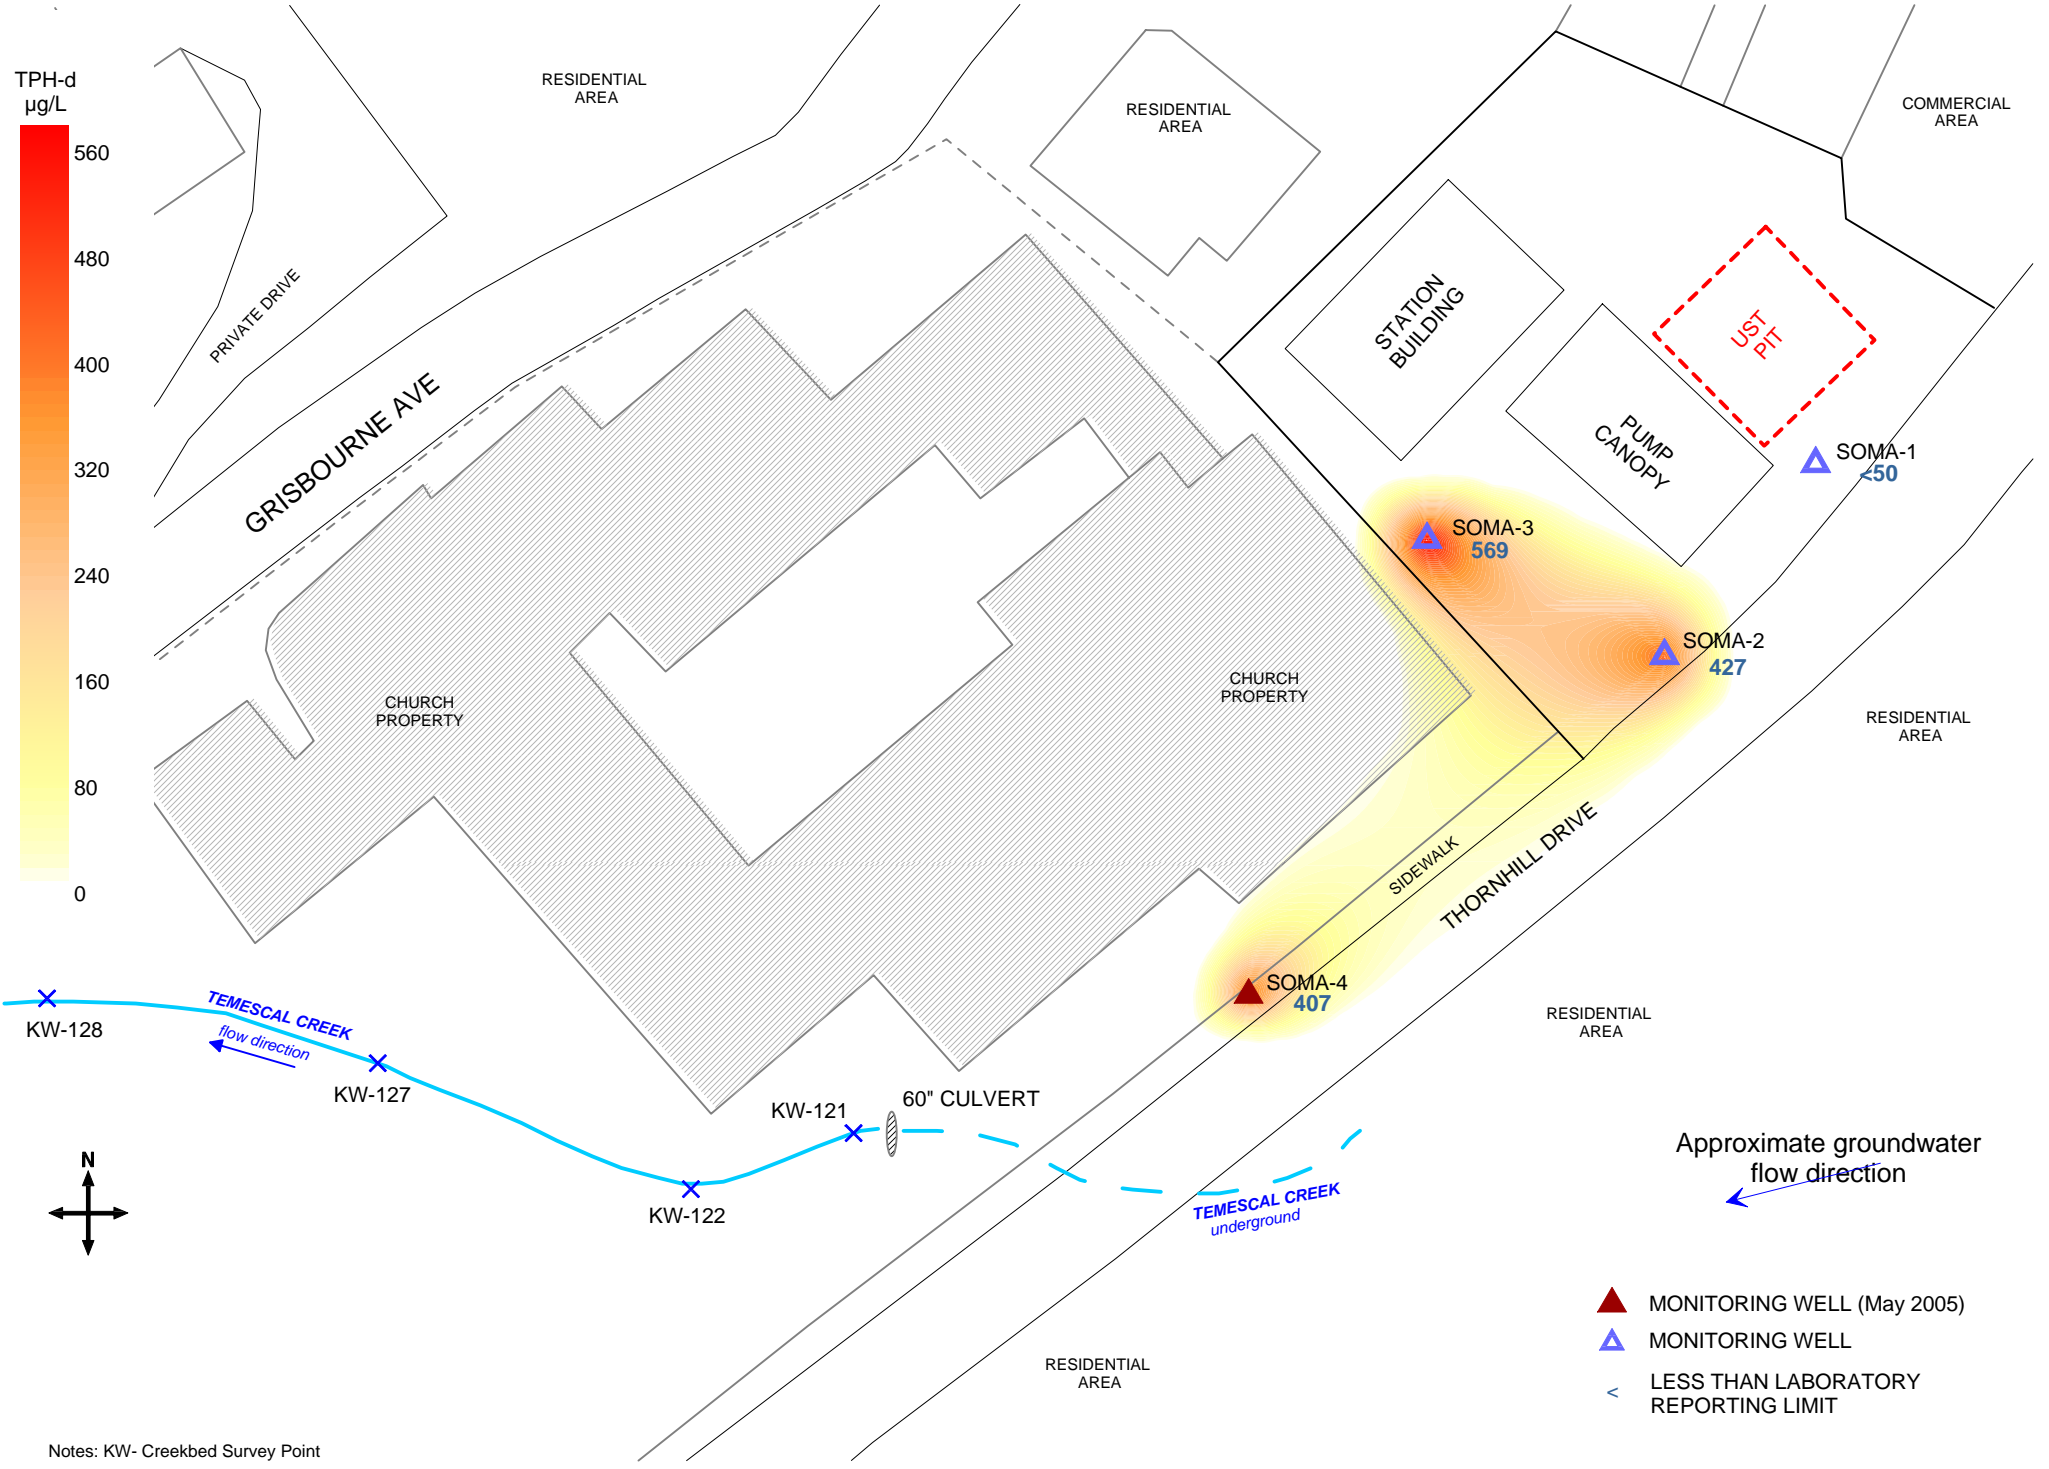 TPH-d
µg/L
560
480
400
320
240
160
80
0
RESIDENTIAL
AREA
RESIDENTIAL
AREA
COMMERCIAL
AREA
PRIVATE DRIVE
GRISBOURNE AVE
STATION
BUILDING
UST
PIT
PUMP
CANOPY
SOMA-1
<50
SOMA-3
569
SOMA-2
427
CHURCH
PROPERTY
CHURCH
PROPERTY
RESIDENTIAL
AREA
SIDEWALK
THORNHILL DRIVE
SOMA-4
407
RESIDENTIAL
AREA
TEMESCAL CREEK
flow direction
KW-128
KW-127
KW-121
60" CULVERT
KW-122
TEMESCAL CREEK
underground
N
Approximate groundwater
flow direction
MONITORING WELL (May 2005)
MONITORING WELL
< LESS THAN LABORATORY
REPORTING LIMIT
RESIDENTIAL
AREA
Notes: KW- Creekbed Survey Point